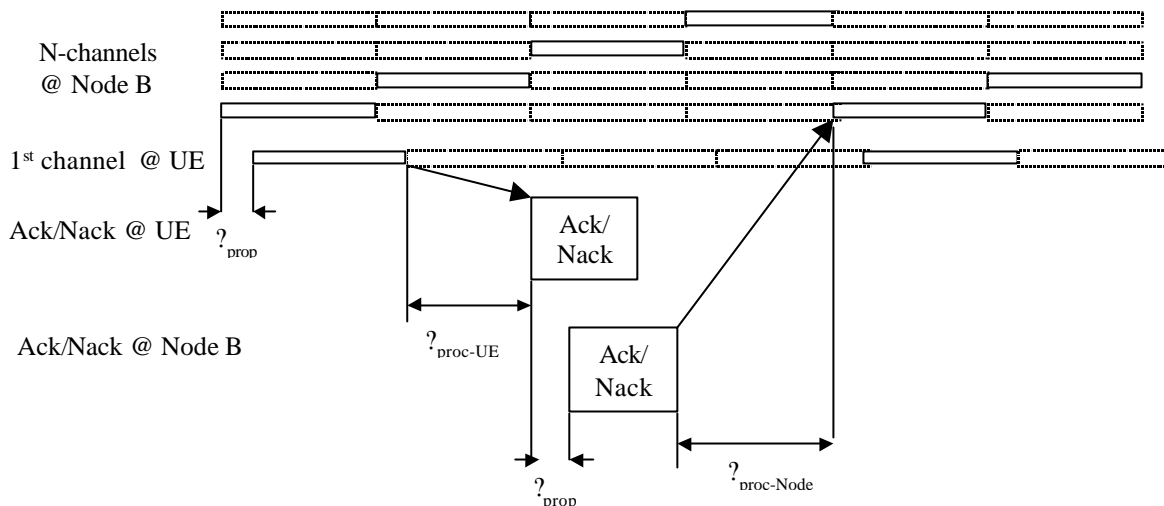 N-channels
@ Node B
1st channel @ UE
Ack/Nack @ UE
?prop
Ack/
Nack
?proc-UE
Ack/Nack @ Node B
Ack/
Nack
?prop
?proc-Node